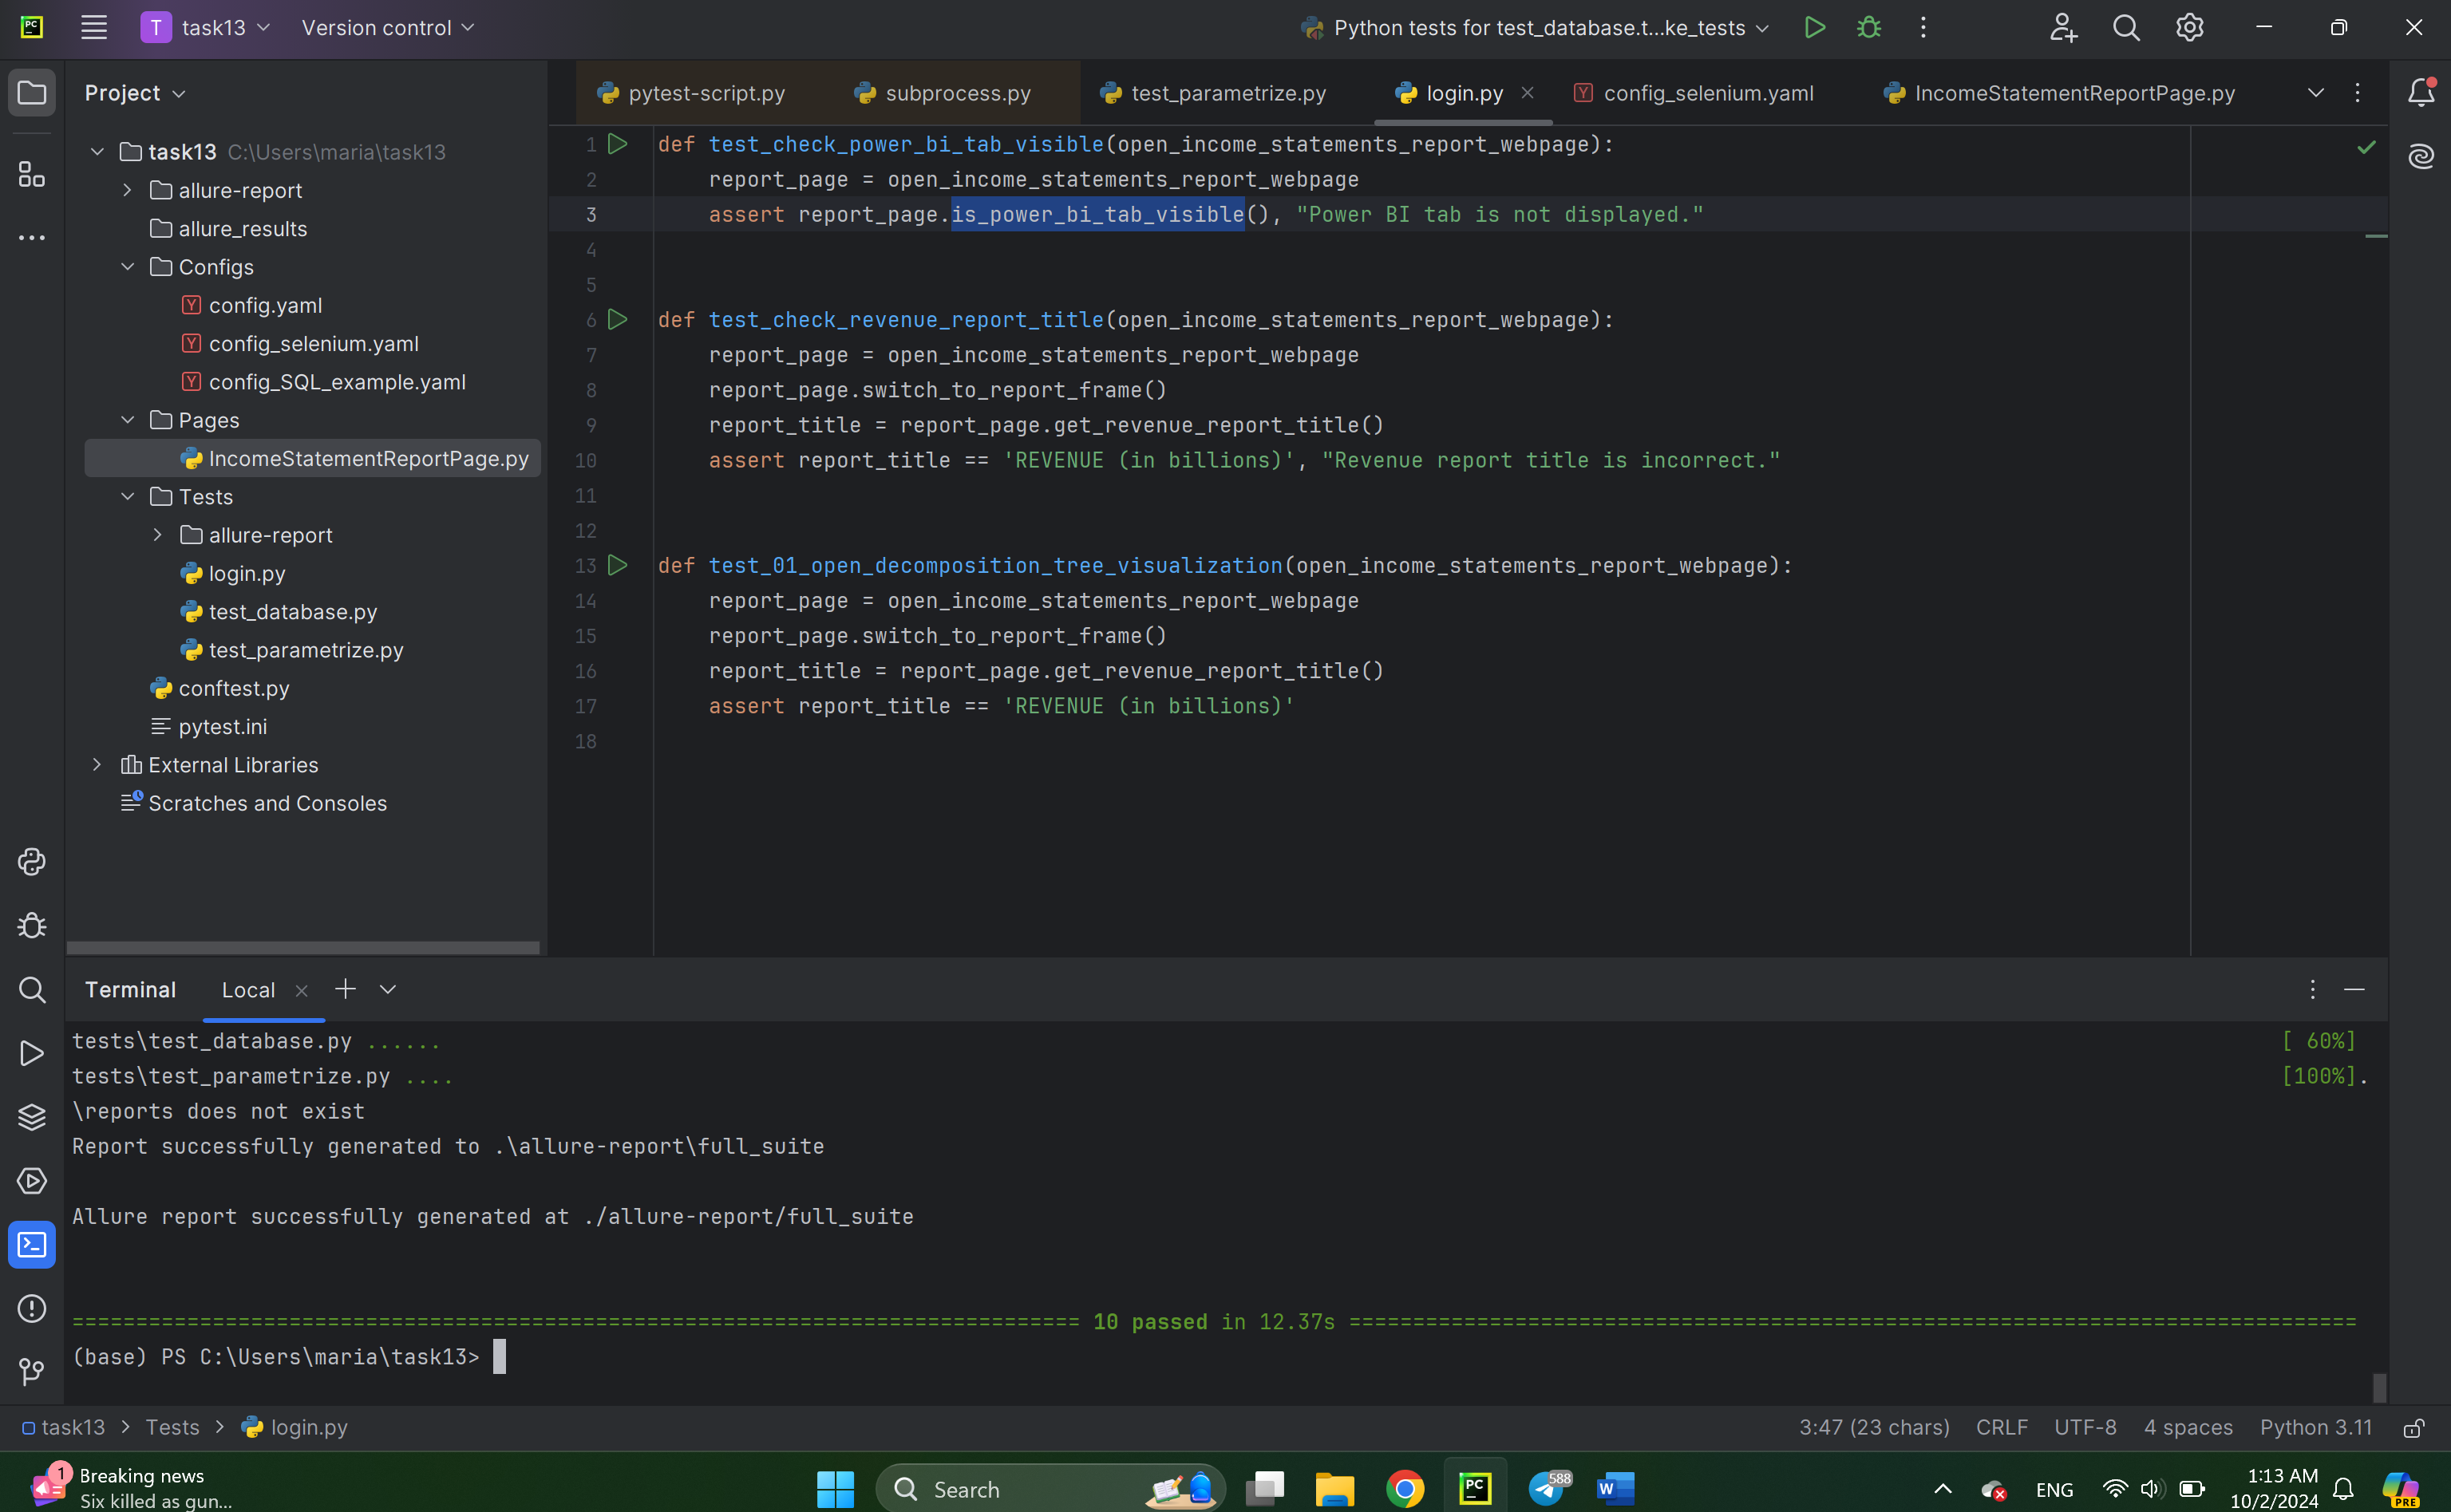 PC
T task13 Version control Python tests for test_database.t...ke_tests
Project
task13 C:\Users\maria\task13
allure-report
allure_results
Configs
Y config.yaml
Y config_selenium.yaml
Y config_SQL_example.yaml
Pages
IncomeStatementReportPage.py
Tests
allure-report
login.py
test_database.py
test_parametrize.py
conftest.py
pytest.ini
External Libraries
Scratches and Consoles
pytest-script.py subprocess.py test_parametrize.py login.py Y config_selenium.yaml IncomeStatementReportPage.py
1 def test_check_power_bi_tab_visible(open_income_statements_report_webpage):
2 report_page = open_income_statements_report_webpage
3 assert report_page.is_power_bi_tab_visible(), "Power BI tab is not displayed."
4
5
6 def test_check_revenue_report_title(open_income_statements_report_webpage):
7 report_page = open_income_statements_report_webpage
8 report_page.switch_to_report_frame()
9 report_title = report_page.get_revenue_report_title()
10 assert report_title == 'REVENUE (in billions)', "Revenue report title is incorrect."
11
12
13 def test_01_open_decomposition_tree_visualization(open_income_statements_report_webpage):
14 report_page = open_income_statements_report_webpage
15 report_page.switch_to_report_frame()
16 report_title = report_page.get_revenue_report_title()
17 assert report_title == 'REVENUE (in billions)'
18
Terminal Local
tests\test_database.py ...... [ 60%]
tests\test_parametrize.py .... [100%].
\reports does not exist
Report successfully generated to .\allure-report\full_suite
Allure report successfully generated at ./allure-report/full_suite
=============================================================================== 10 passed in 12.37s ===============================================================================
(base) PS C:\Users\maria\task13>
task13 > Tests > login.py 3:47 (23 chars) CRLF UTF-8 4 spaces Python 3.11
1 Breaking news
Six killed as gun...
Search
PC
588
W
ENG
1:13 AM
10/2/2024
PRE